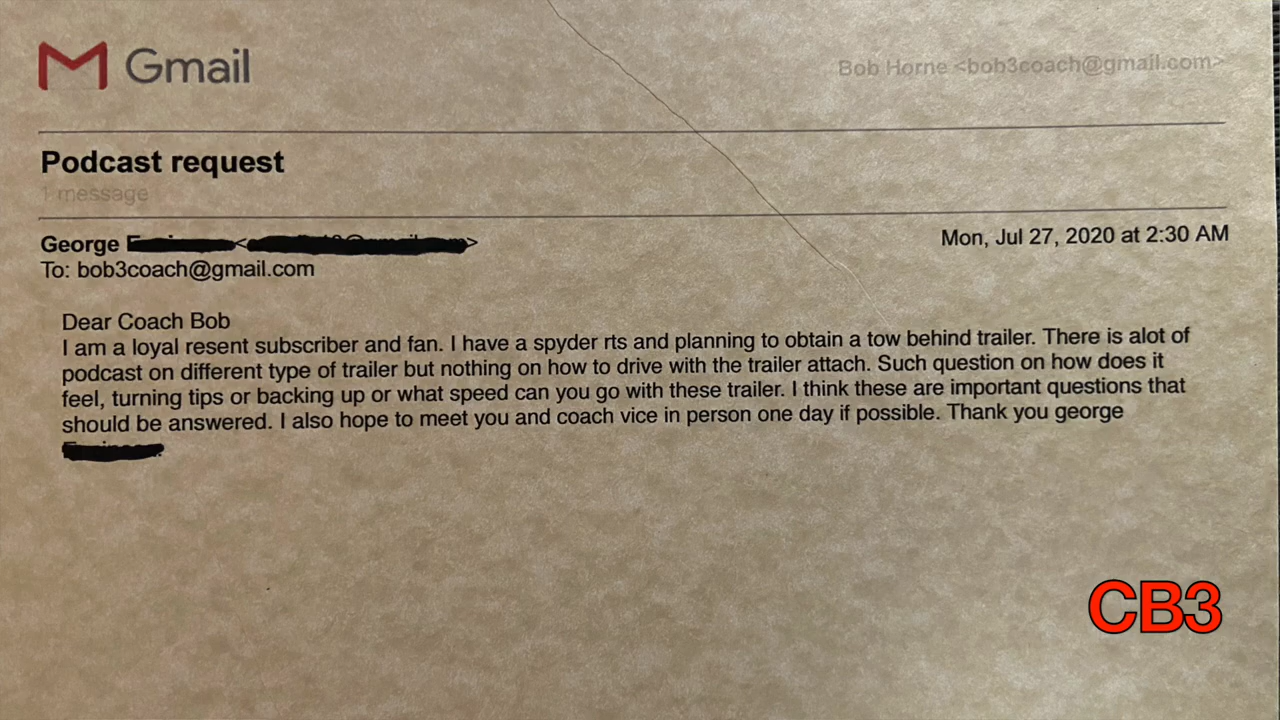 Gmail
Bob Horne <bob3coach@gmail.com>
Podcast request
1 message
George
Mon, Jul 27, 2020 at 2:30 AM
To: bob3coach@gmail.com
Dear Coach Bob
I am a loyal resent subscriber and fan. I have a spyder rts and planning to obtain a tow behind trailer. There is alot of
podcast on different type of trailer but nothing on how to drive with the trailer attach. Such question on how does it
feel, turning tips or backing up or what speed can you go with these trailer. I think these are important questions that
should be answered. I also hope to meet you and coach vice in person one day if possible. Thank you george
CB3